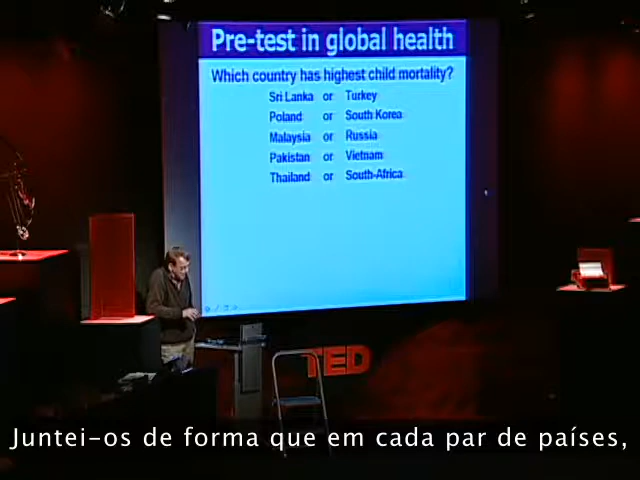 Pre-test in global health
Which country has highest child mortality?
Sri Lanka or Turkey
Poland or South Korea
Malaysia or Russia
Pakistan or Vietnam
Thailand or South-Africa
TED
Juntei-os de forma que em cada par de países,